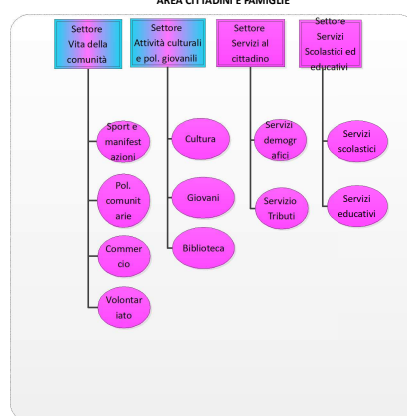 AREA CITTADINI E FAMIGLIE
Settore
Vita della
comunità
Settore
Attività culturali
e pol. giovanili
Settore
Servizi al
cittadino
Settore
Servizi
Scolastici ed
educativi
Sport e
manifest
azioni
Pol.
comunit
arie
Commer
cio
Volontar
iato
Cultura
Giovani
Biblioteca
Servizi
demogr
afici
Servizio
Tributi
Servizi
scolastici
Servizi
educativi